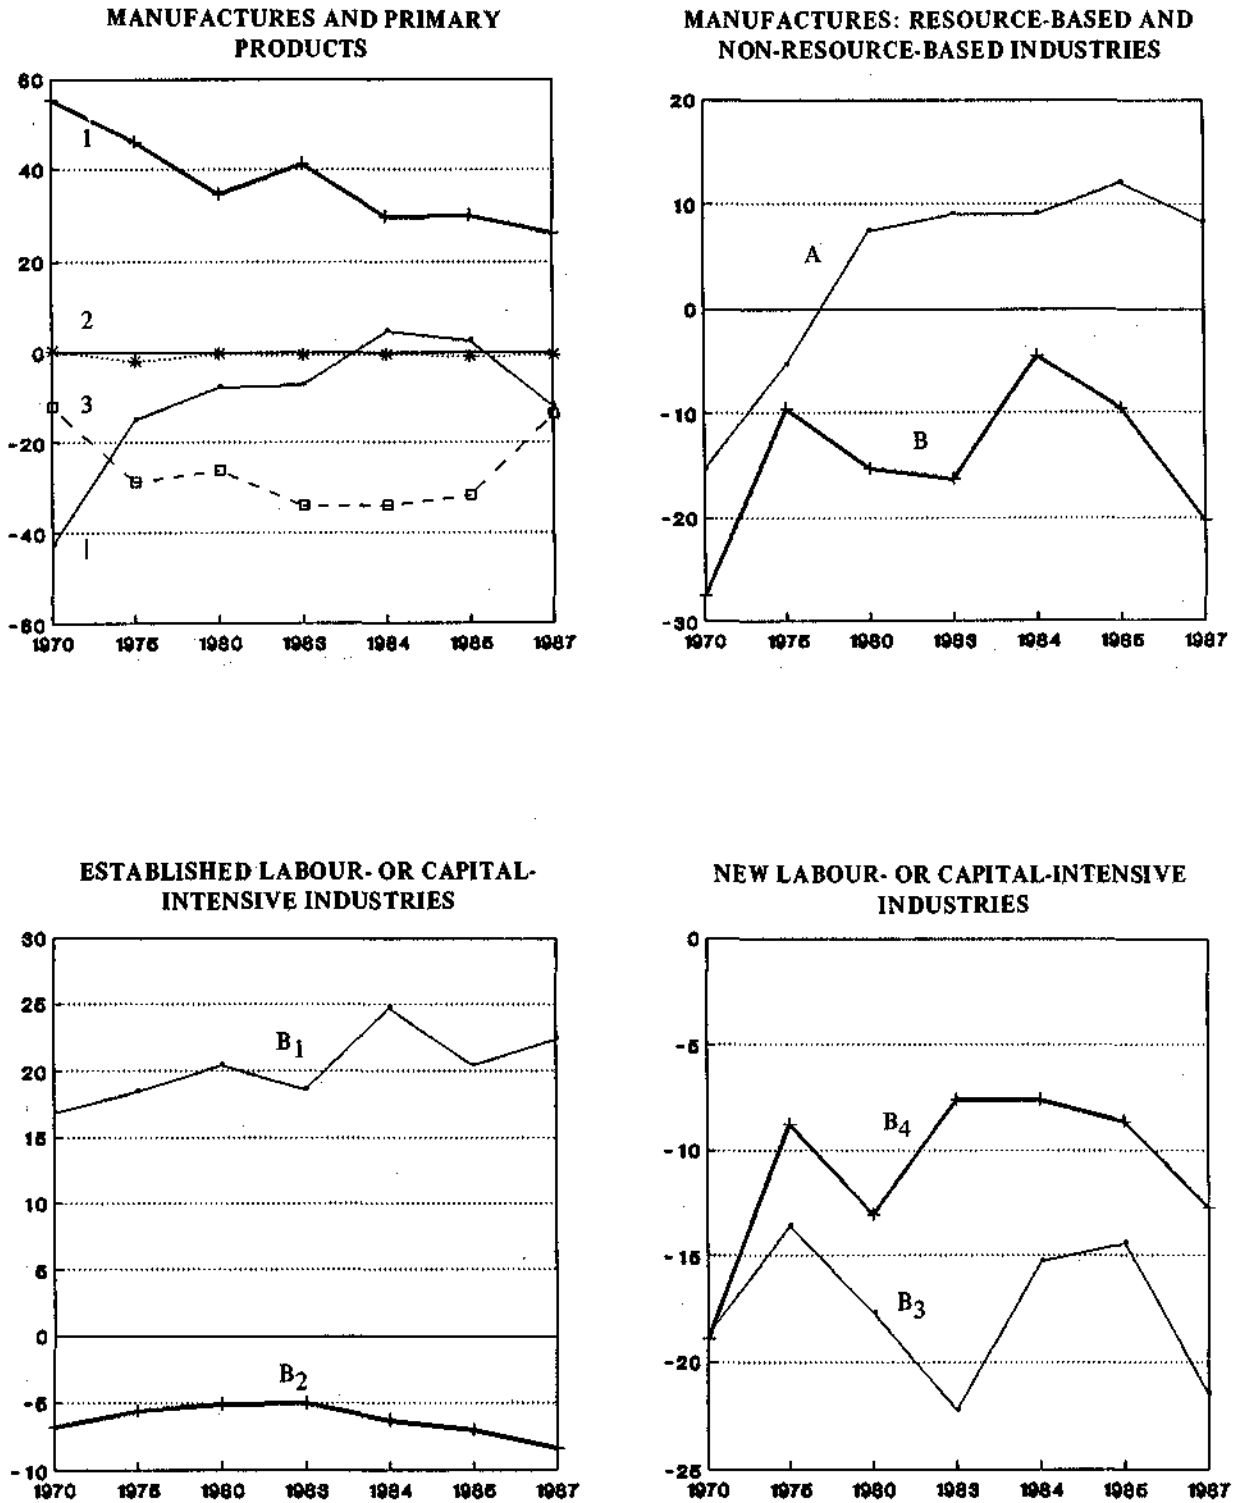 MANUFACTURES AND PRIMARY
PRODUCTS
60
40
20
0
-20
-40
-60
1
2
3
1970 1975 1980 1983 1984 1985 1987
MANUFACTURES: RESOURCE-BASED AND
NON-RESOURCE-BASED INDUSTRIES
20
10
0
-10
-20
-30
A
B
1970 1975 1980 1983 1984 1985 1987
ESTABLISHED LABOUR- OR CAPITAL-
INTENSIVE INDUSTRIES
30
25
20
15
10
5
0
-5
-10
B1
B2
1970 1975 1980 1983 1984 1985 1987
NEW LABOUR- OR CAPITAL-INTENSIVE
INDUSTRIES
0
-5
-10
-15
-20
-25
B4
B3
1970 1975 1980 1983 1984 1985 1987